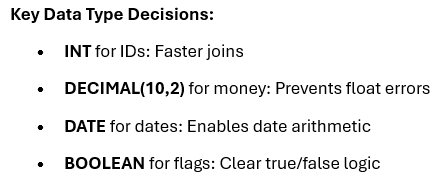 Key Data Type Decisions:
• INT for IDs: Faster joins
• DECIMAL(10,2) for money: Prevents float errors
• DATE for dates: Enables date arithmetic
• BOOLEAN for flags: Clear true/false logic